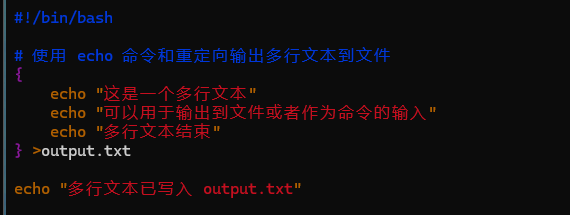 #!/bin/bash
# 使用 echo 命令和重定向输出多行文本到文件
{
    echo "这是一个多行文本"
    echo "可以用于输出到文件或者作为命令的输入"
    echo "多行文本结束"
} >output.txt
echo "多行文本已写入 output.txt"